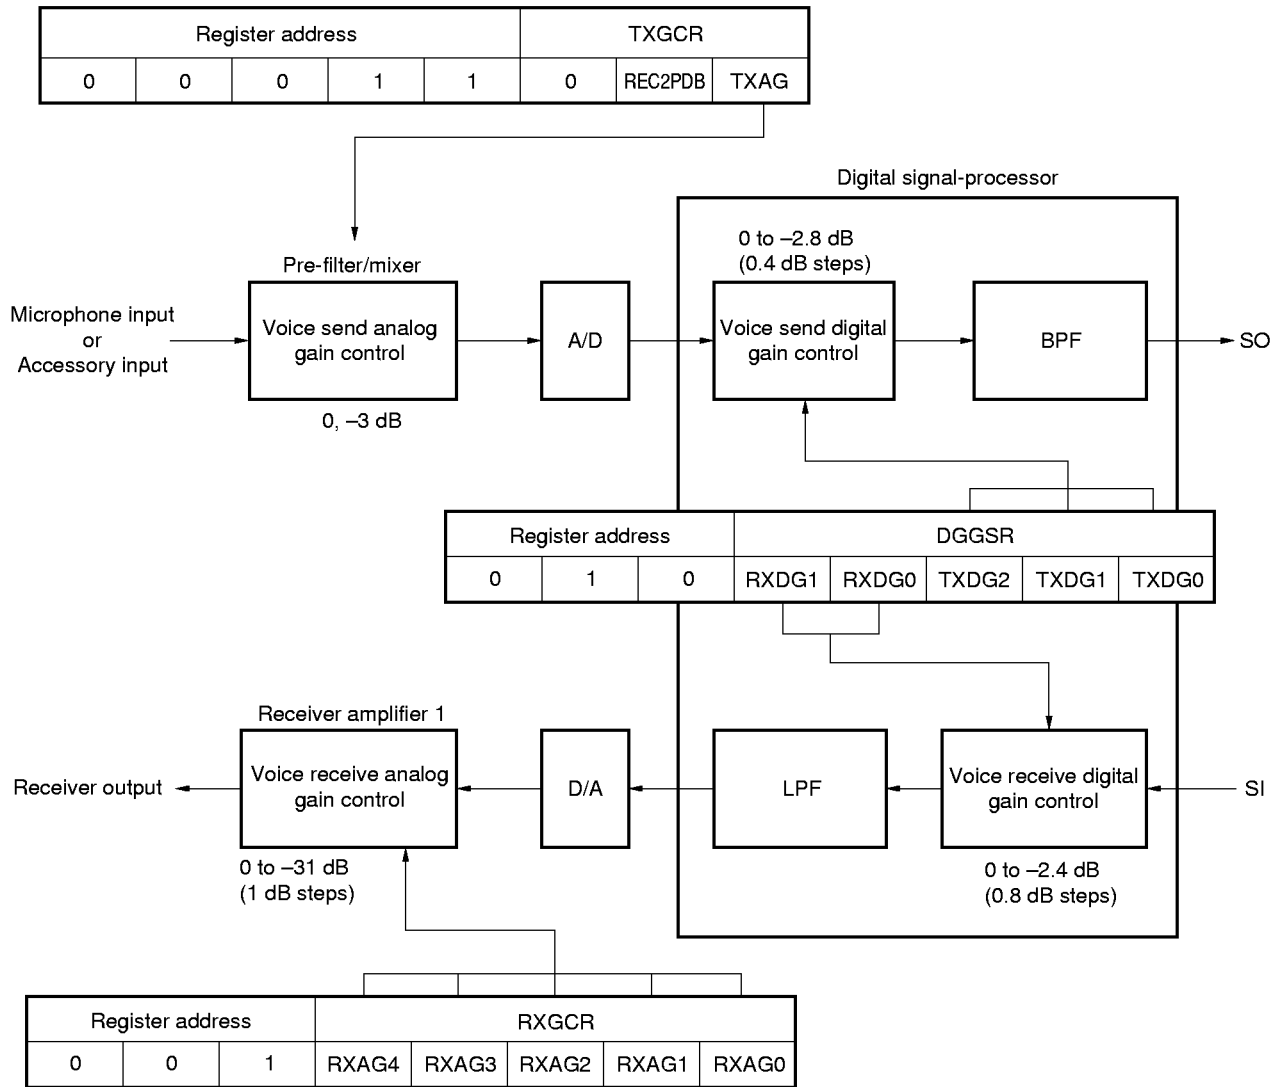 Register address TXGCR
0 0 0 1 1 0 REC2PDB TXAG
Digital signal-processor
0 to –2.8 dB
(0.4 dB steps)
Pre-filter/mixer
Microphone input
or
Accessory input
Voice send analog
gain control
A/D
Voice send digital
gain control
BPF
SO
0, –3 dB
Register address DGGSR
0 1 0 RXDG1 RXDG0 TXDG2 TXDG1 TXDG0
Receiver amplifier 1
Receiver output
Voice receive analog
gain control
D/A
LPF
Voice receive digital
gain control
SI
0 to –31 dB
(1 dB steps)
0 to –2.4 dB
(0.8 dB steps)
Register address RXGCR
0 0 1 RXAG4 RXAG3 RXAG2 RXAG1 RXAG0